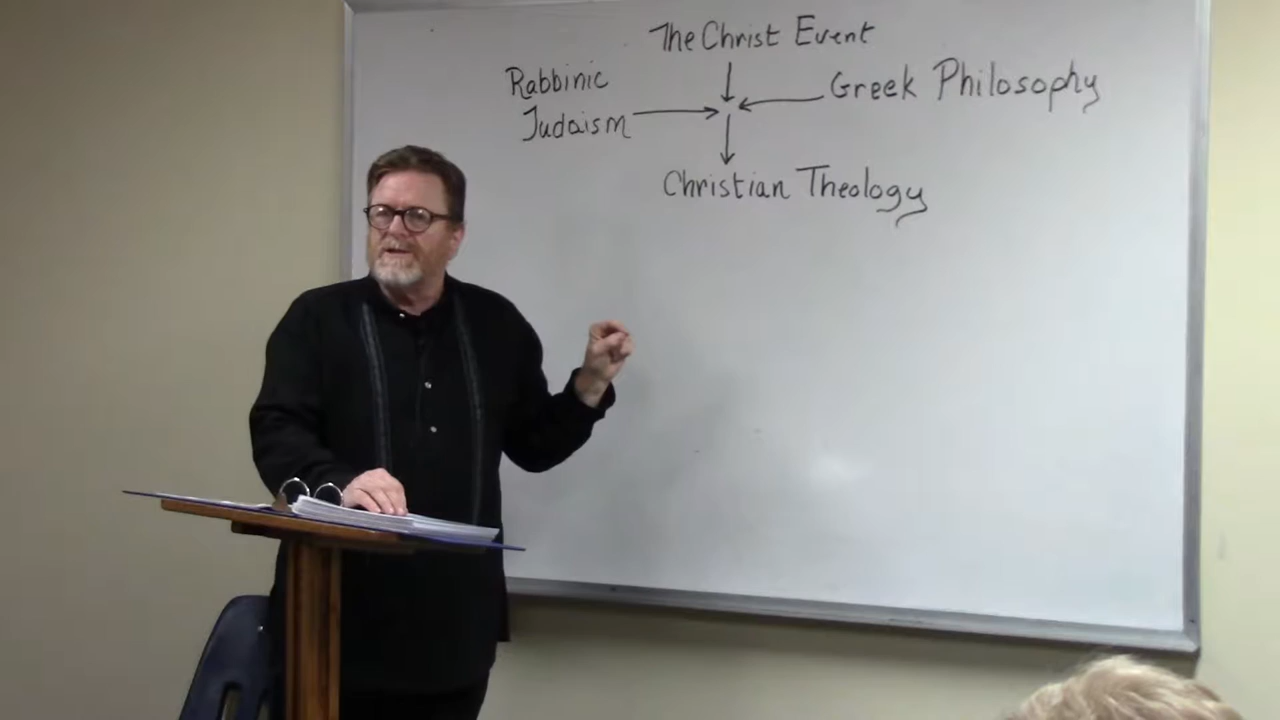 The Christ Event
Rabbinic
Judaism
Greek Philosophy
Christian Theology